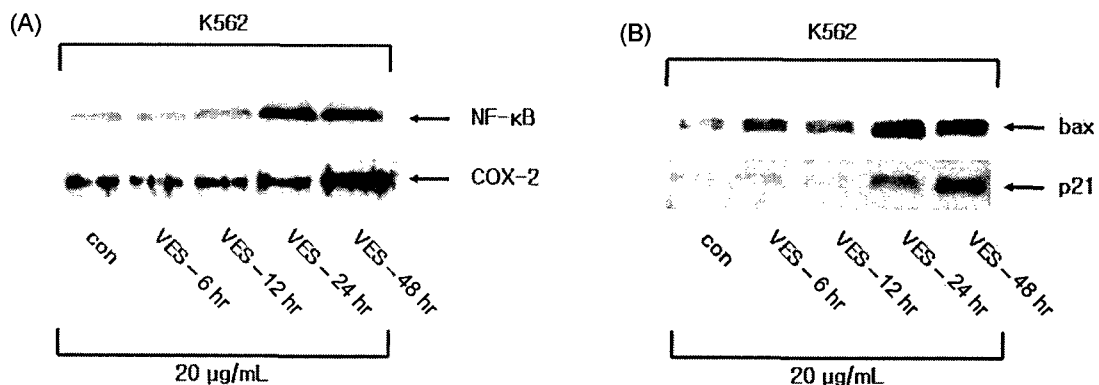 (A)
K562
NF-κB
COX-2
con
VES-6 hr
VES-12 hr
VES-24 hr
VES-48 hr
20 μg/mL
(B)
K562
bax
p21
con
VES-6 hr
VES-12 hr
VES-24 hr
VES-48 hr
20 μg/mL